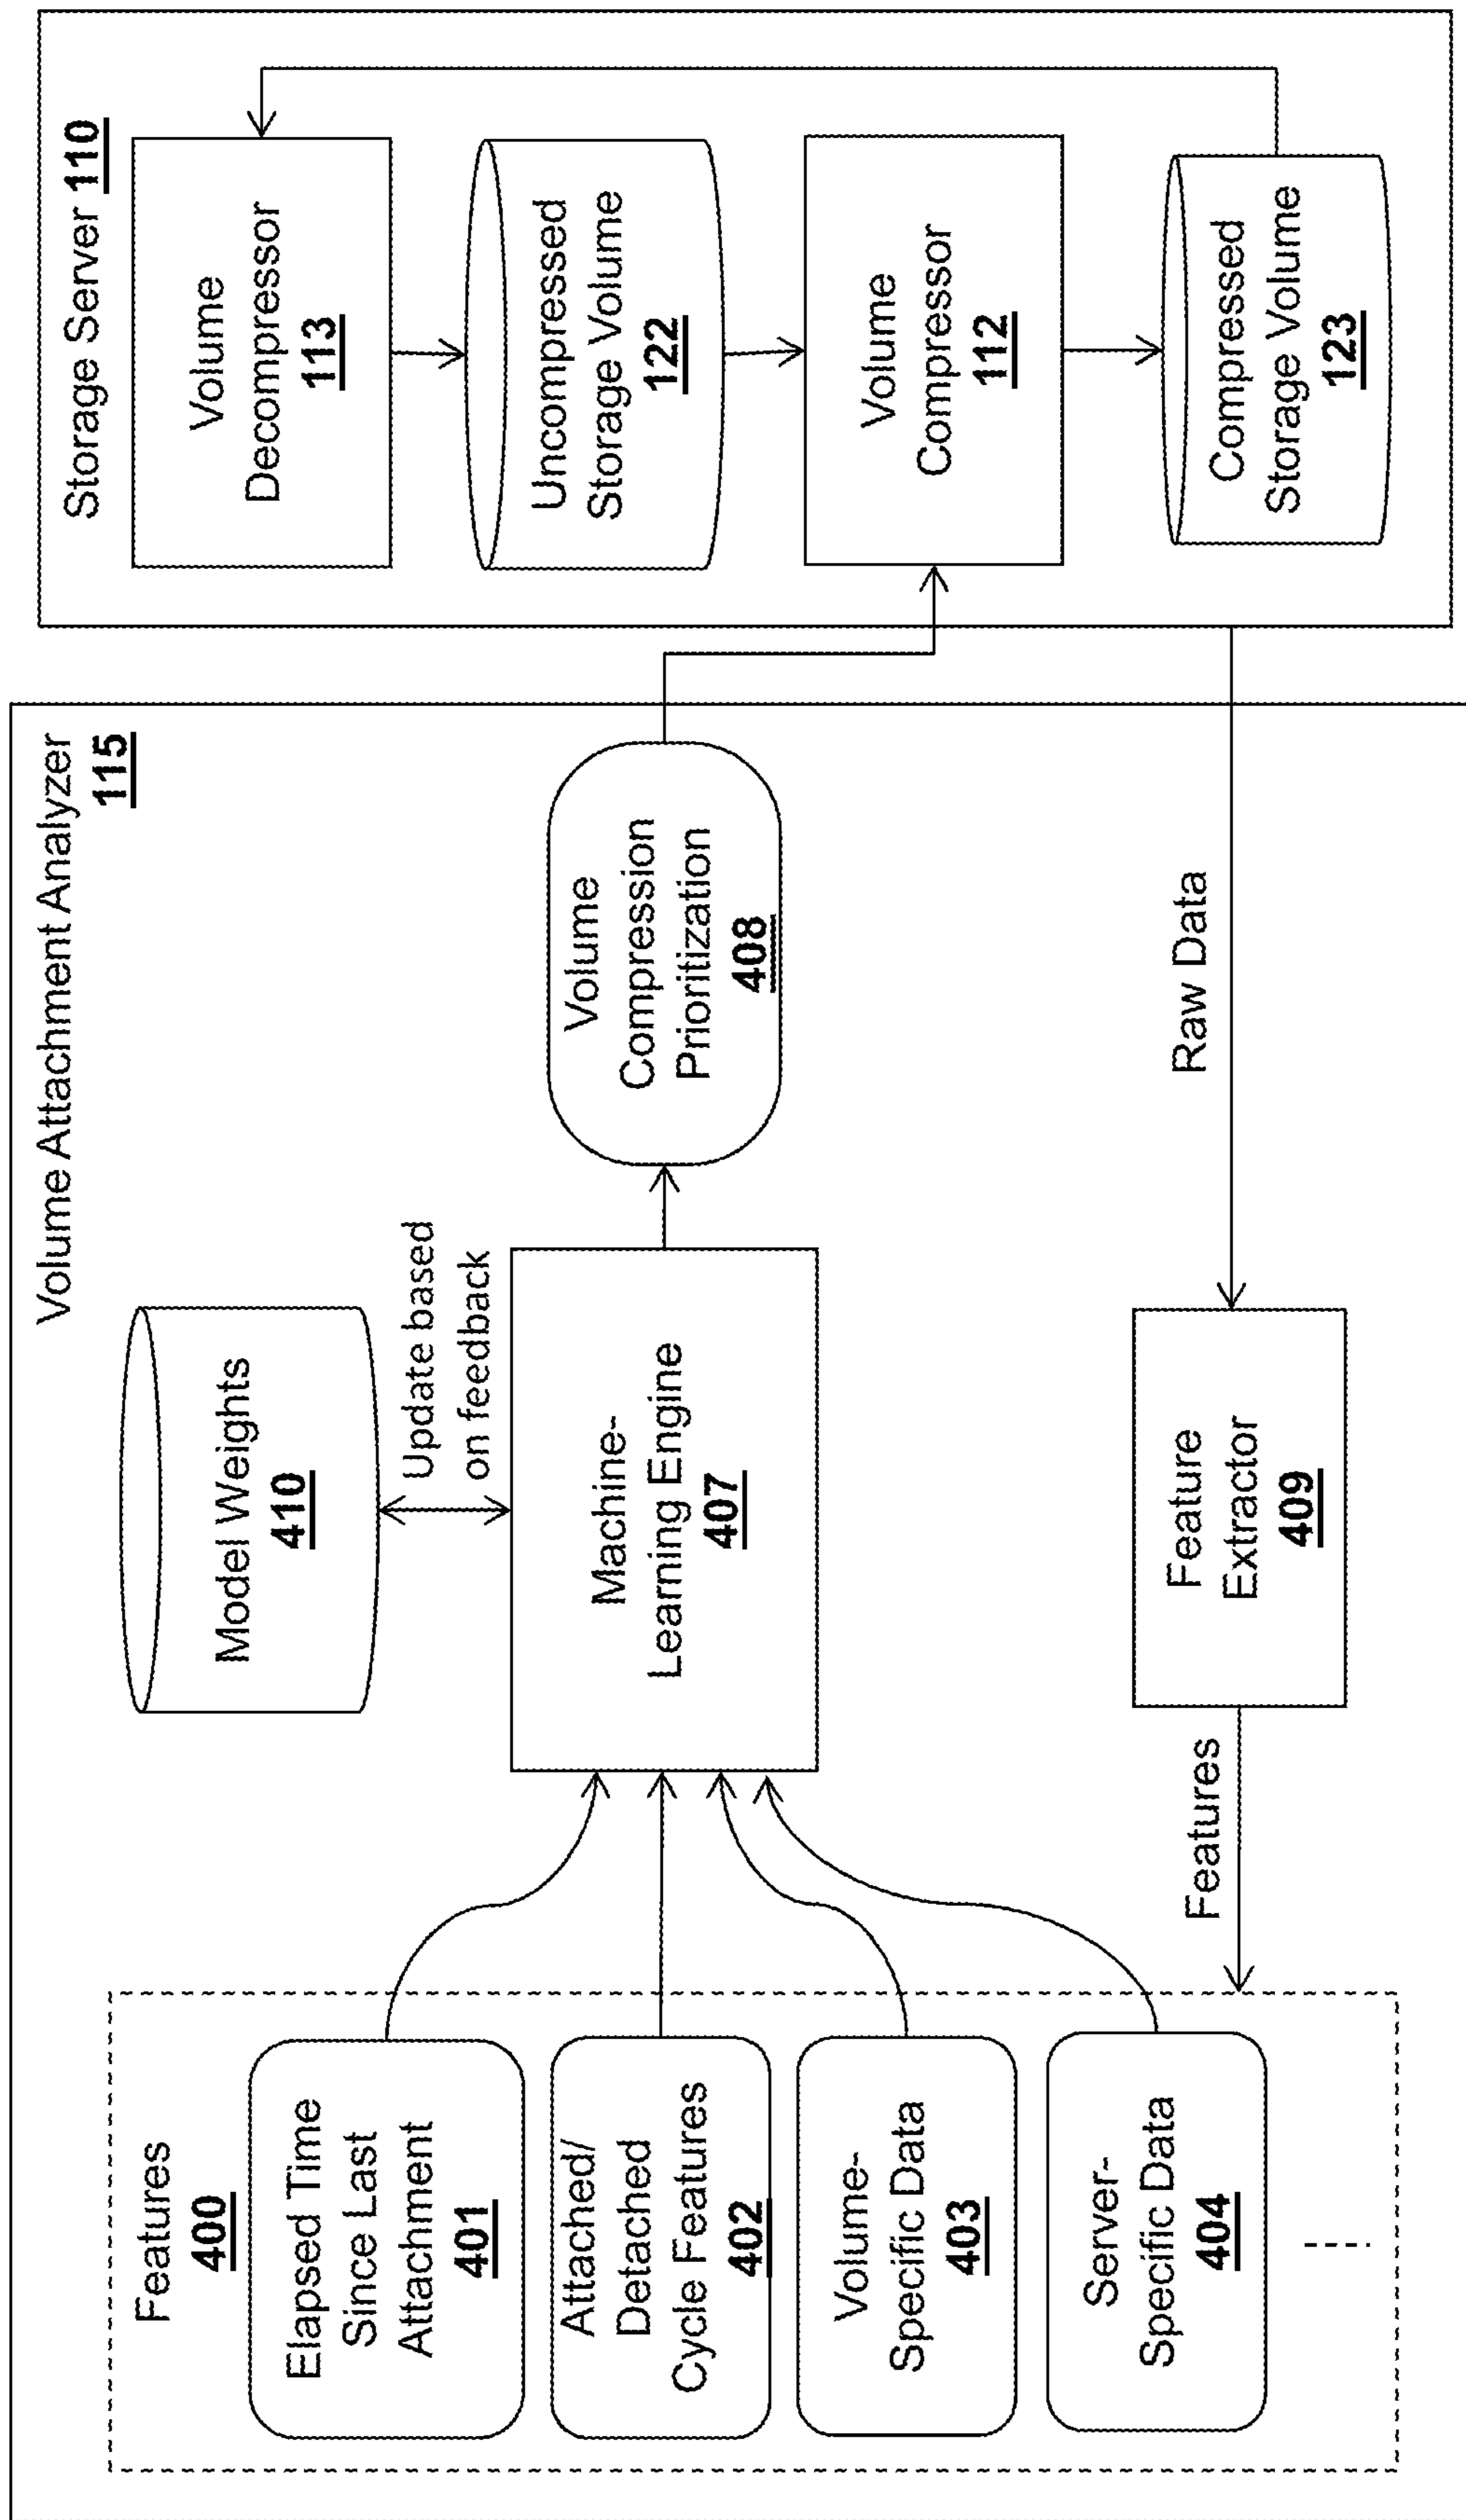 Volume Attachment Analyzer
115
Features
400
Elapsed Time
Since Last
Attachment
401
Attached/
Detached
Cycle Features
402
Volume-
Specific Data
403
Server-
Specific Data
404
Model Weights
410
Update based
on feedback
Machine-
Learning Engine
407
Volume
Compression
Prioritization
408
Features
Feature
Extractor
409
Raw Data
Storage Server 110
Volume
Decompressor
113
Uncompressed
Storage Volume
122
Volume
Compressor
112
Compressed
Storage Volume
123